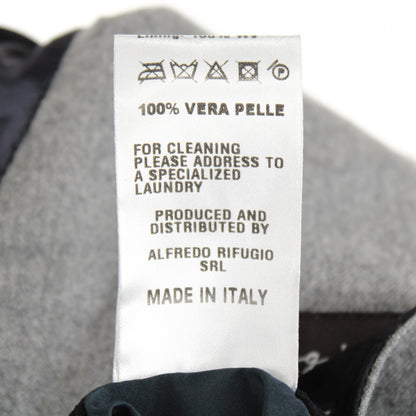 100% VERA PELLE
FOR CLEANING
PLEASE ADDRESS TO
A SPECIALIZED
LAUNDRY
PRODUCED AND
DISTRIBUTED BY
ALFREDO RIFUGIO
SRL
MADE IN ITALY